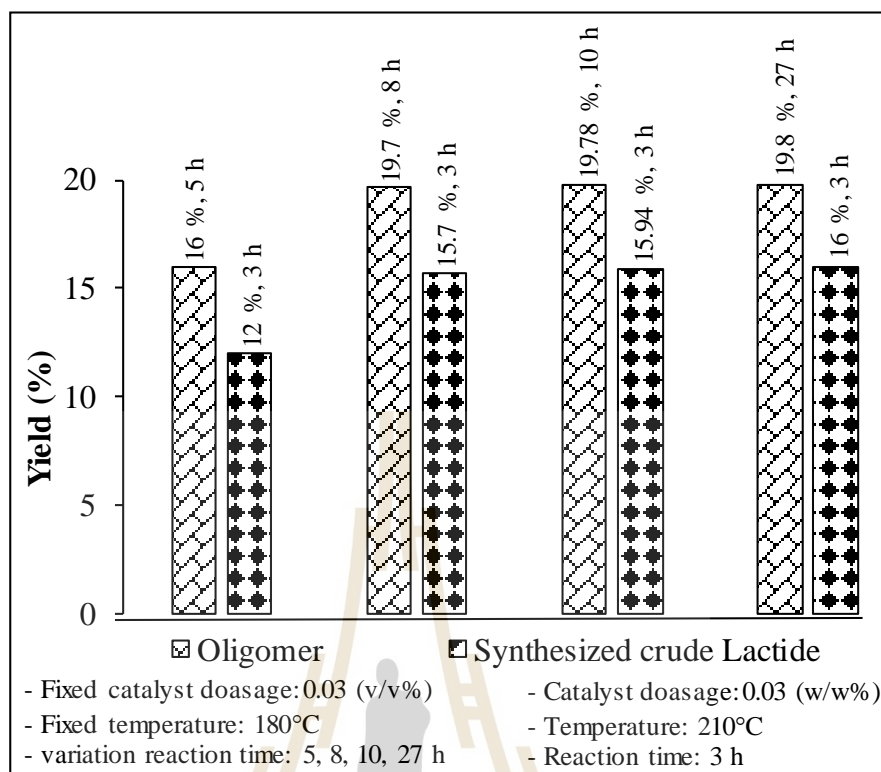 16 %, 5 h
12 %, 3 h
19.7 %, 8 h
15.7 %, 3 h
19.78 %, 10 h
15.94 %, 3 h
19.8 %, 27 h
16 %, 3 h
Yield (%)
20
15
10
5
0
Oligomer Synthesized crude Lactide
- Fixed catalyst doasage: 0.03 (v/v%) - Catalyst doasage: 0.03 (w/w%)
- Fixed temperature: 180°C - Temperature: 210°C
- variation reaction time: 5, 8, 10, 27 h - Reaction time: 3 h